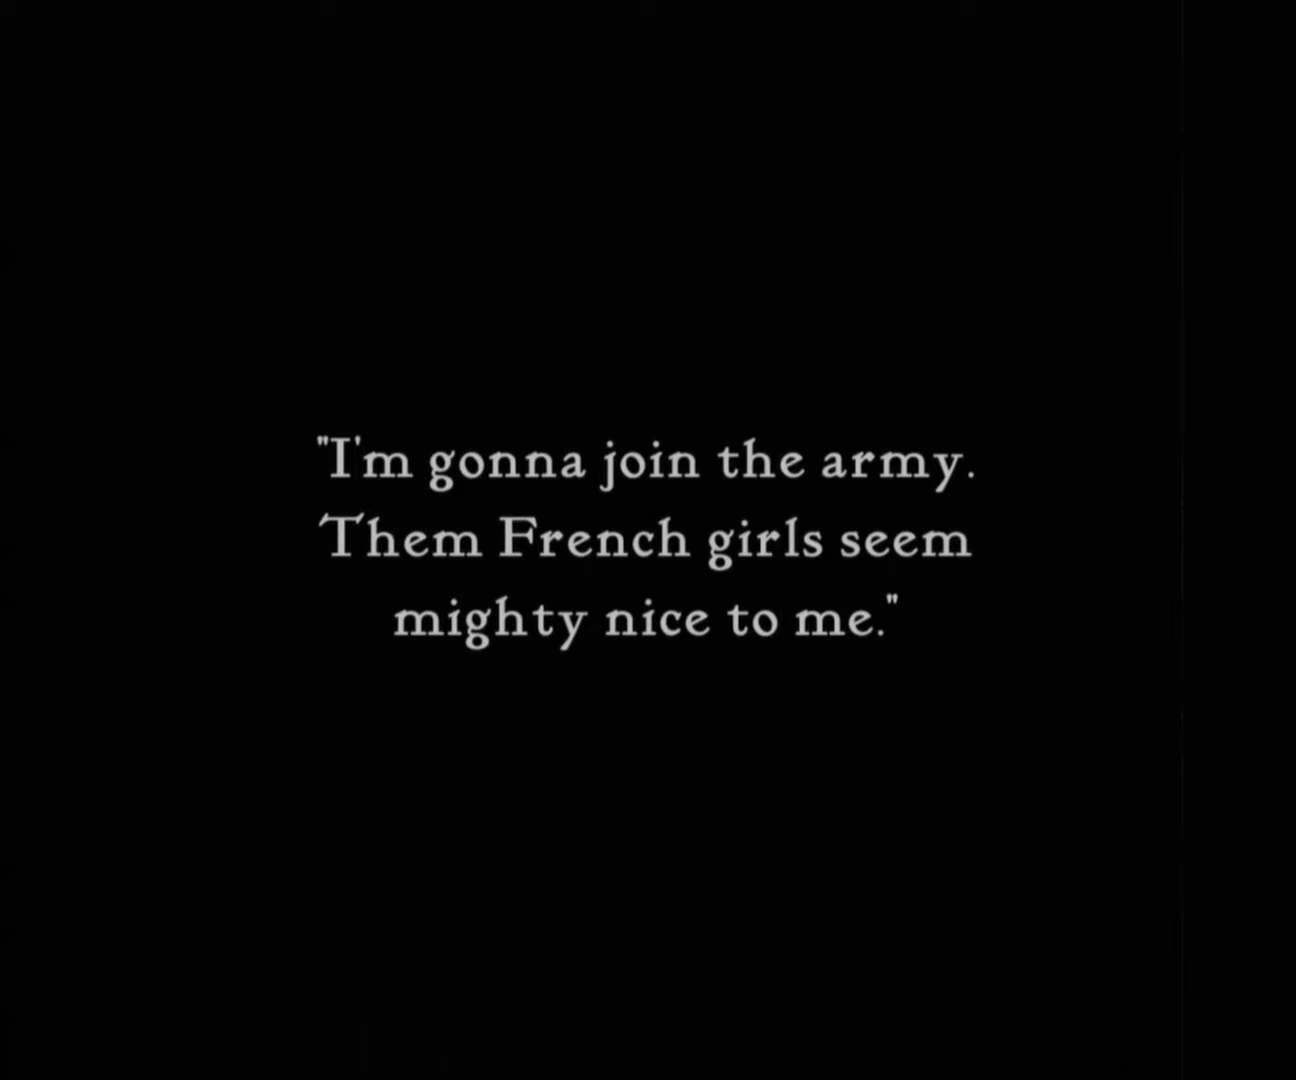 "I'm gonna join the army.
Them French girls seem
mighty nice to me."